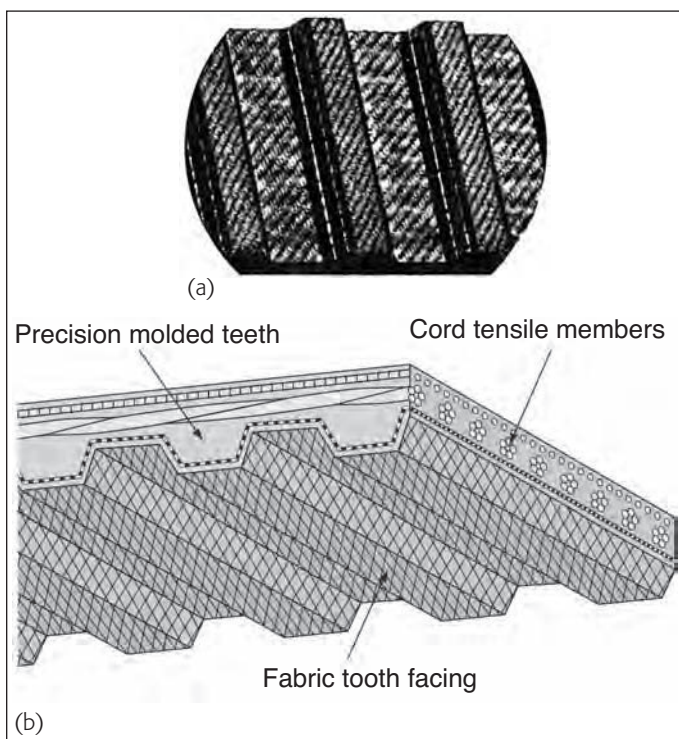 (a)
Precision molded teeth
Cord tensile members
Fabric tooth facing
(b)